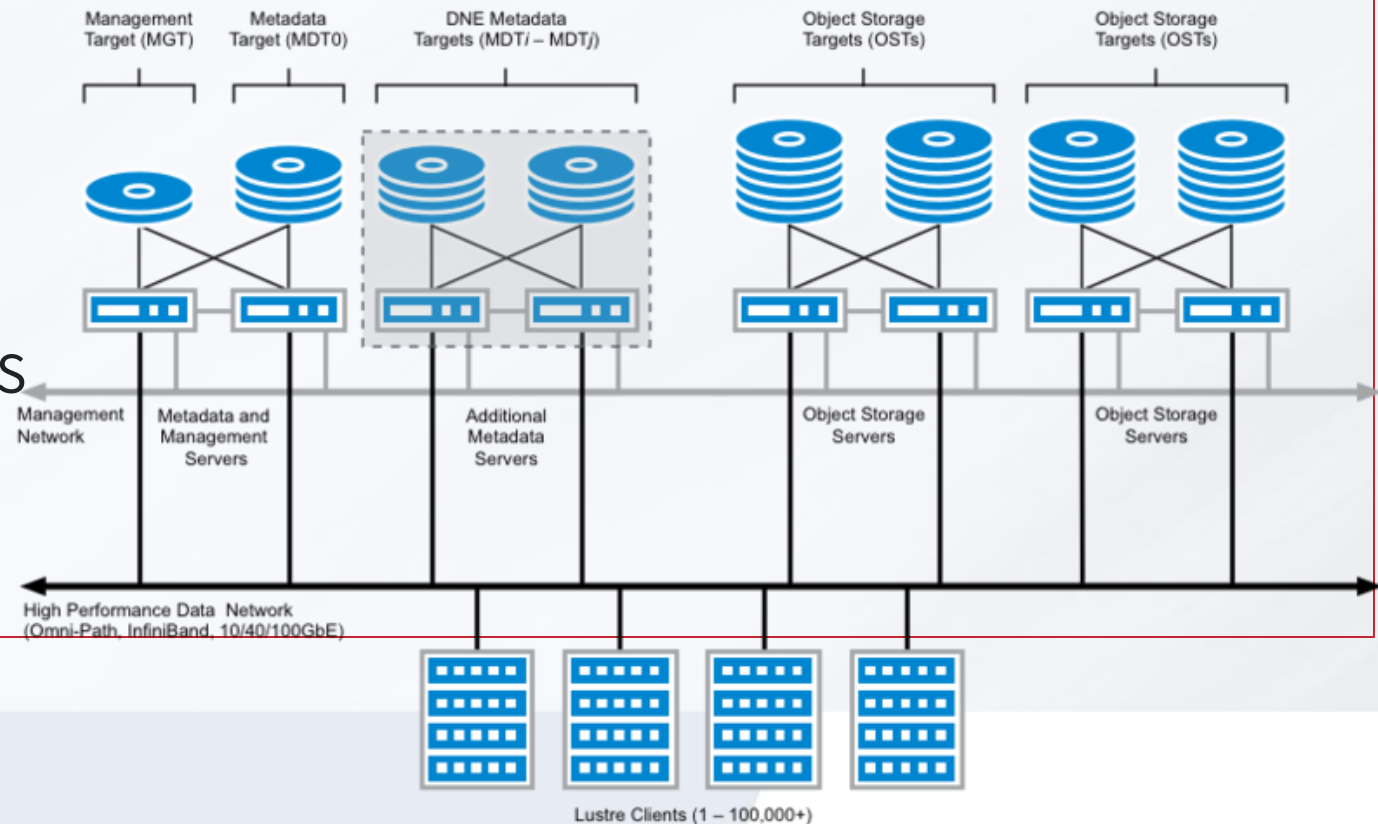 Management
Target (MGT)
Metadata
Target (MDT0)
DNE Metadata
Targets (MDTi – MDTj)
Object Storage
Targets (OSTs)
Object Storage
Targets (OSTs)
s
Management
Network
Metadata and
Management
Servers
Additional
Metadata
Servers
Object Storage
Servers
Object Storage
Servers
High Performance Data Network
(Omni-Path, InfiniBand, 10/40/100GbE)
Lustre Clients (1 – 100,000+)